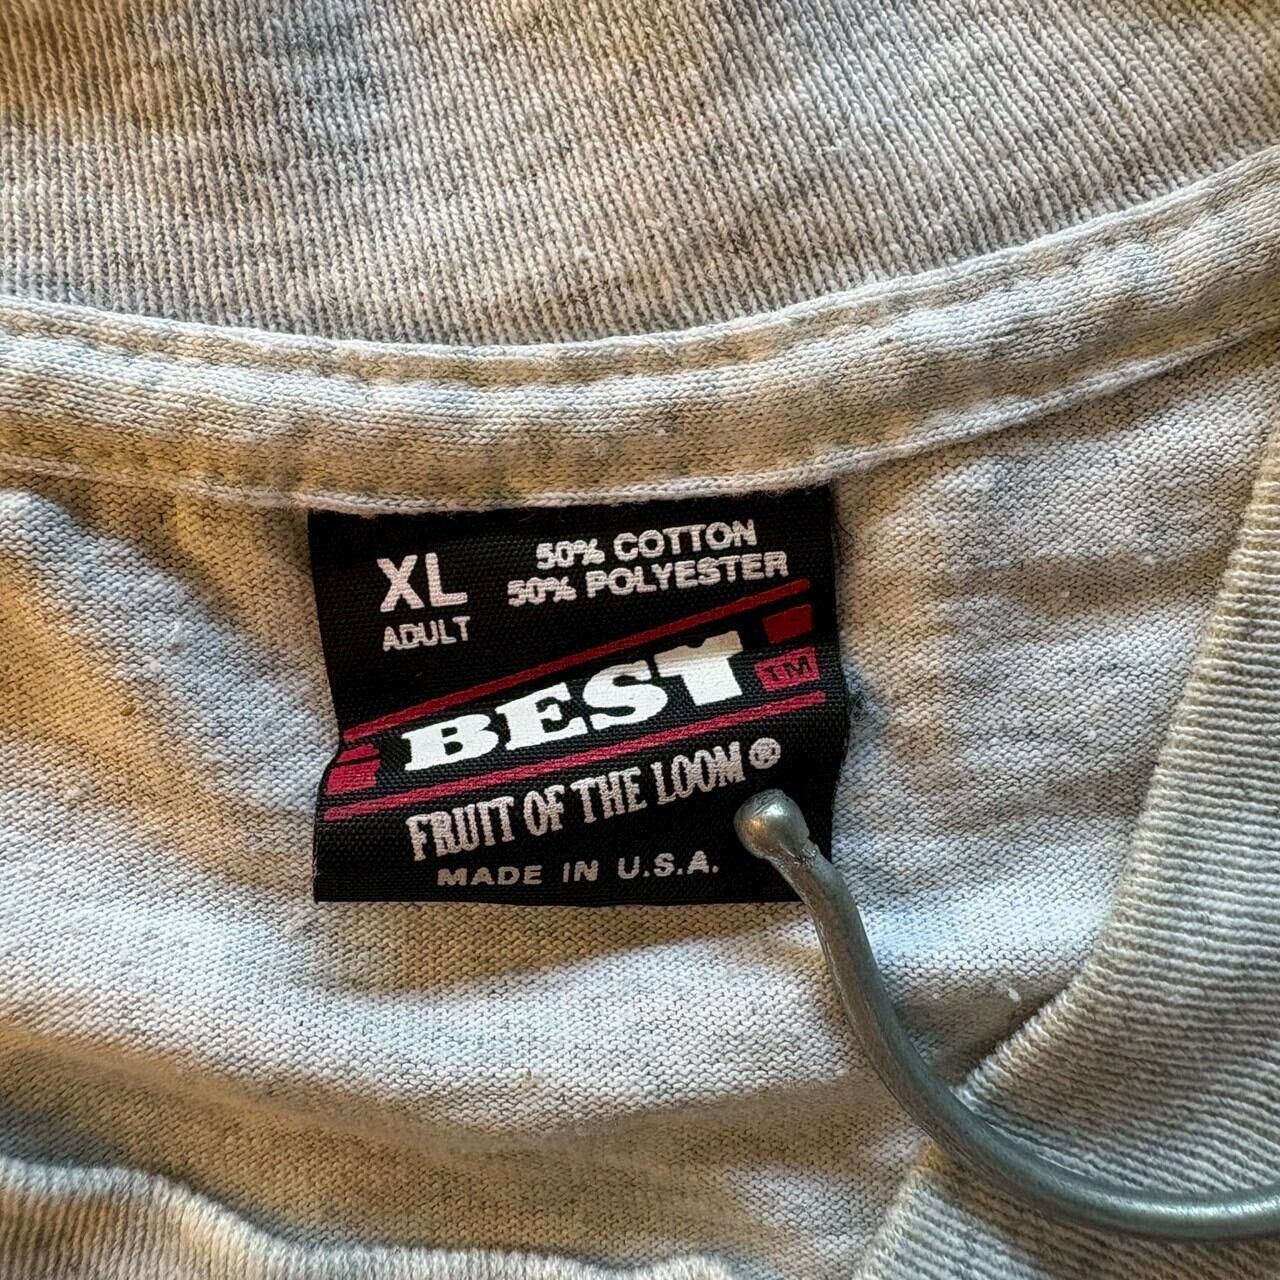 XL
ADULT
50% COTTON
50% POLYESTER
BEST
TM
FRUIT OF THE LOOM®
MADE IN U.S.A.